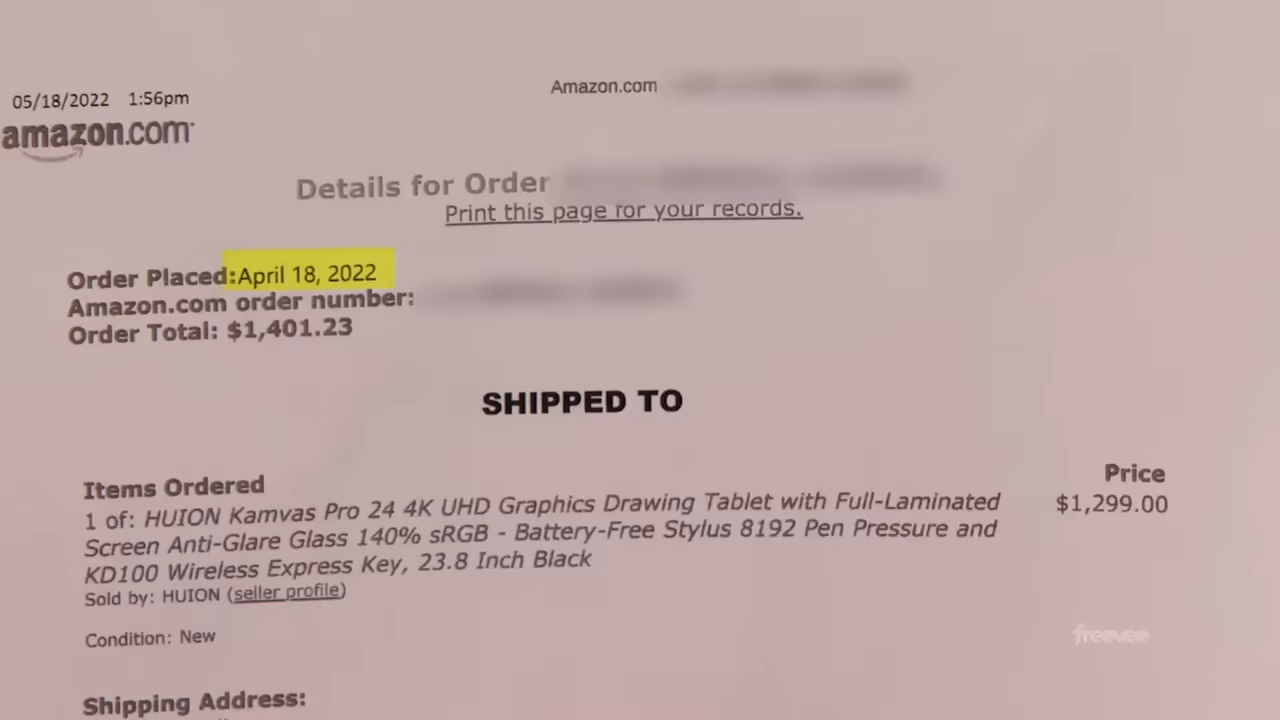 05/18/2022 1:56pm
Amazon.com
amazon.com
Details for Order
Print this page for your records.
Order Placed:April 18, 2022
Amazon.com order number:
Order Total: $1,401.23
SHIPPED TO
Items Ordered
Price
1 of: HUION Kamvas Pro 24 4K UHD Graphics Drawing Tablet with Full-Laminated
$1,299.00
Screen Anti-Glare Glass 140% sRGB - Battery-Free Stylus 8192 Pen Pressure and
KD100 Wireless Express Key, 23.8 Inch Black
Sold by: HUION (seller profile)
Condition: New
freevee
Shipping Address: